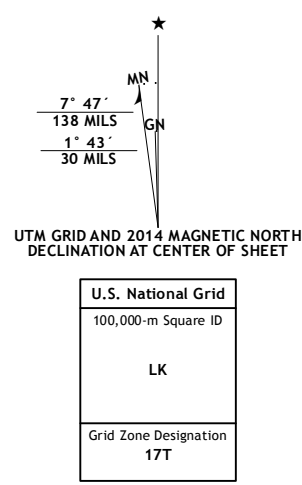 ★
MN
7° 47´
GN
138 MILS
1° 43´
30 MILS
UTM GRID AND 2014 MAGNETIC NORTH
DECLINATION AT CENTER OF SHEET
U.S. National Grid
100,000-m Square ID
LK
Grid Zone Designation
17T